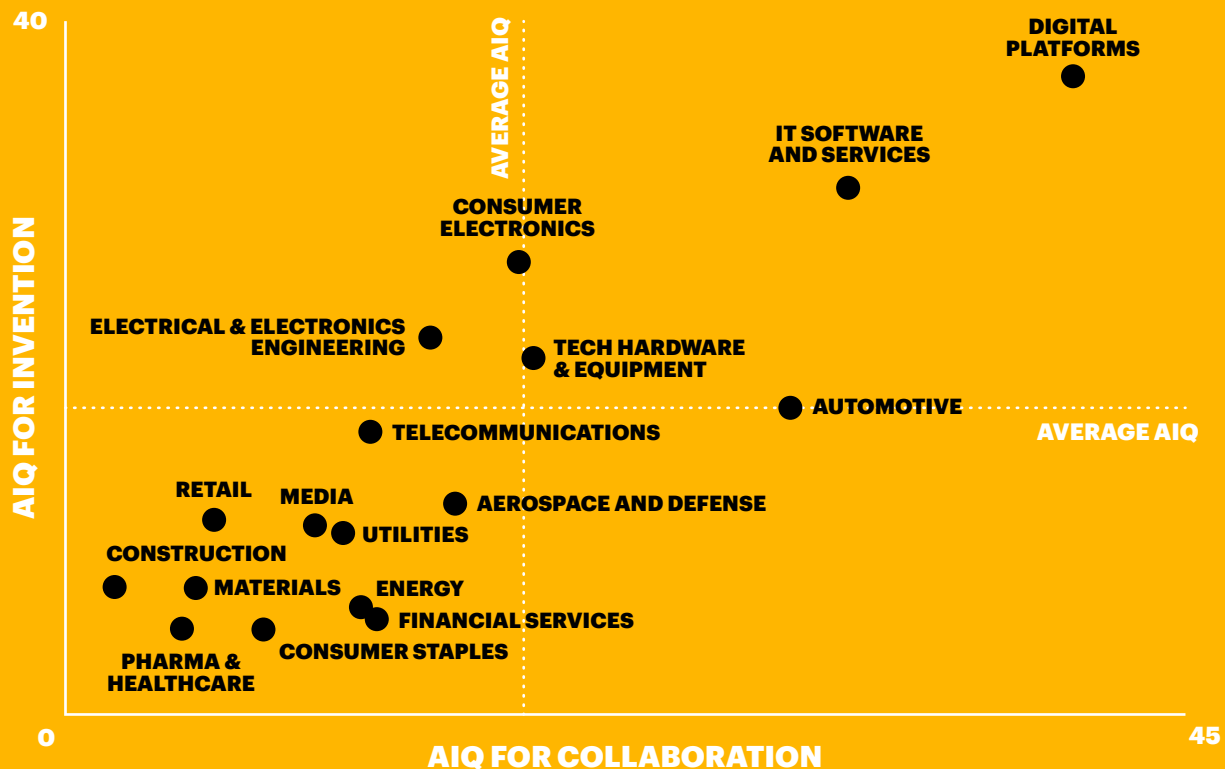 40
AVERAGE AIQ
DIGITAL
PLATFORMS
IT SOFTWARE
AND SERVICES
CONSUMER
ELECTRONICS
ELECTRICAL & ELECTRONICS
ENGINEERING
TECH HARDWARE
& EQUIPMENT
AUTOMOTIVE
AVERAGE AIQ
TELECOMMUNICATIONS
RETAIL
MEDIA
AEROSPACE AND DEFENSE
UTILITIES
CONSTRUCTION
MATERIALS
ENERGY
FINANCIAL SERVICES
CONSUMER STAPLES
PHARMA &
HEALTHCARE
AIQ FOR INVENTION
0
45
AIQ FOR COLLABORATION